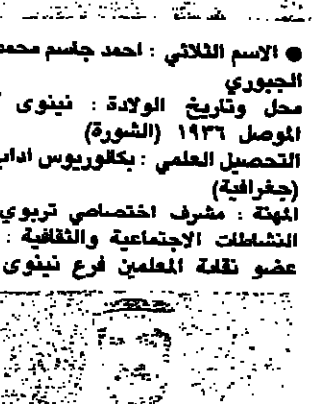 ● الاسم الثلاثي : احمد جاسم محمد
الجبوري
محل وتاريخ الولادة : نينوى
الموصل ١٩٣٦ (الشورة)
التحصيل العلمي : بكالوريوس اداب
(جغرافية)
المهنة : مشرف اختصاصي تربوي
النشاطات الاجتماعية والثقافية :
عضو نقابة المعلمين فرع نينوى